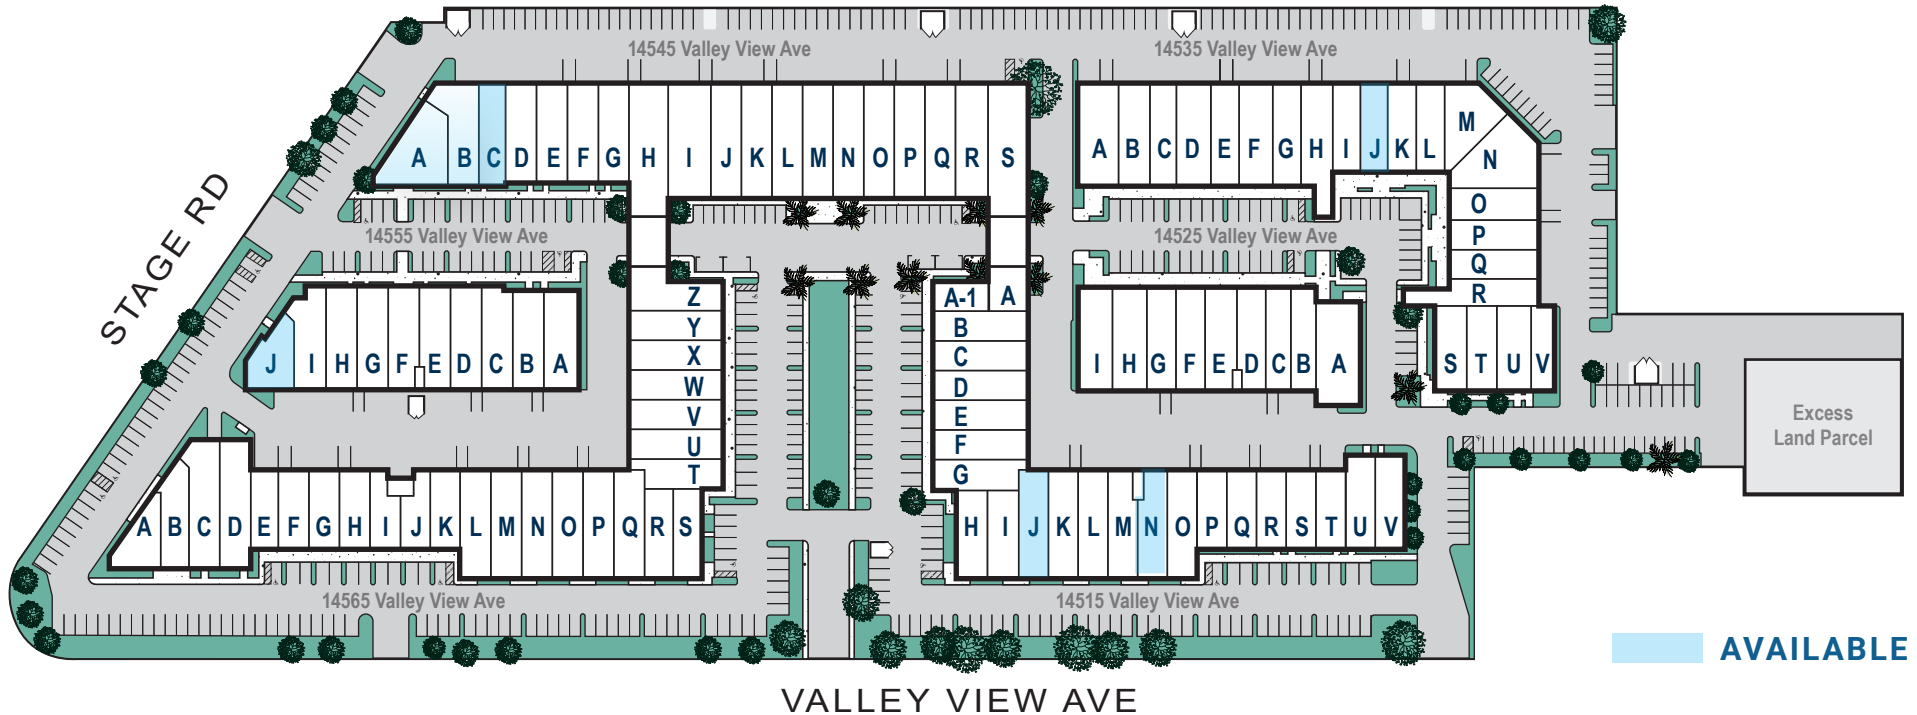 14545 Valley View Ave
14535 Valley View Ave
A B C D E F G H I J K L M N O P Q R S
A B C D E F G H I J K L M
N
O
P
Q
R
S T U V
STAGE RD
14555 Valley View Ave
14525 Valley View Ave
J I H G F E D C B A
Z
Y
X
W
V
U
T
A-1 A
B
C
D
E
F
G
I H G F E D C B A
Excess
Land Parcel
A B C D E F G H I J K L M N O P Q R S
H I J K L M N O P Q R S T U V
14565 Valley View Ave
14515 Valley View Ave
AVAILABLE
VALLEY VIEW AVE